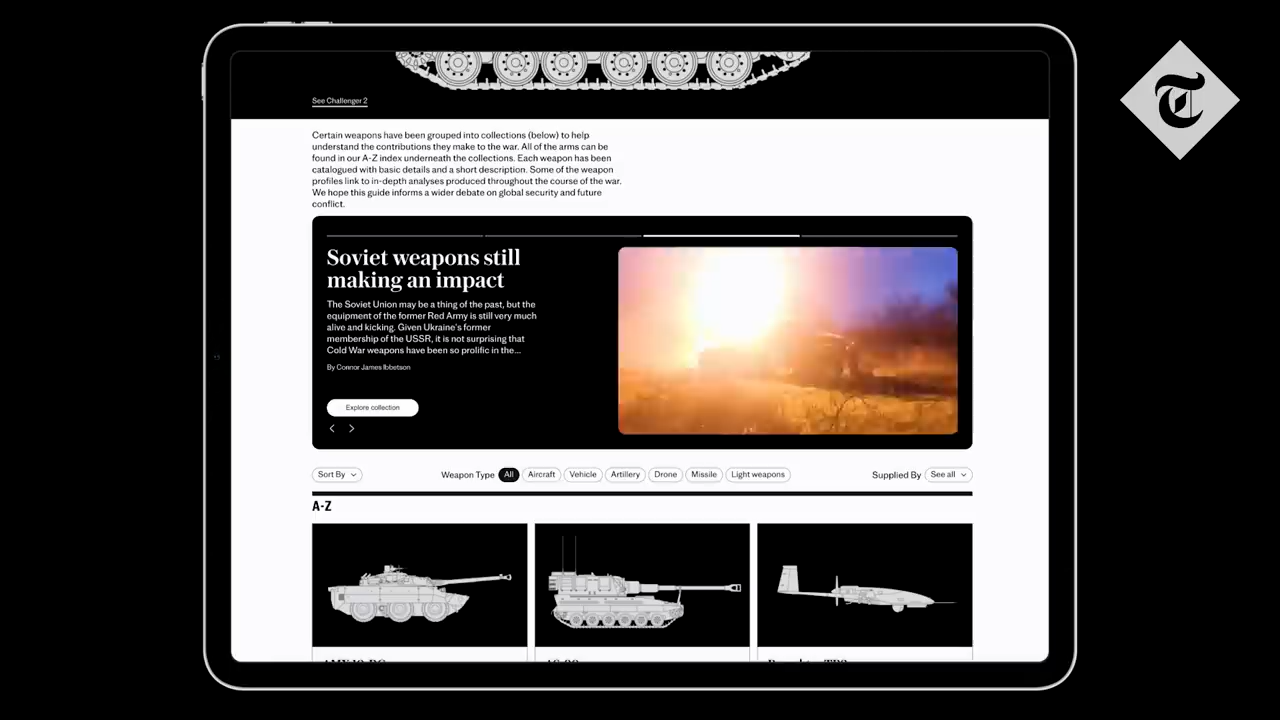 See Challenger 2
Certain weapons have been grouped into collections (below) to help
understand the contributions they make to the war. All of the arms can be
found in our A-Z index underneath the collections. Each weapon has been
catalogued with basic details and a short description. Some of the weapon
profiles link to in-depth analyses produced throughout the course of the war.
We hope this guide informs a wider debate on global security and future
conflict.
Soviet weapons still
making an impact
The Soviet Union may be a thing of the past, but the
equipment of the former Red Army is still very much
alive and kicking. Given Ukraine's former
membership of the USSR, it is not surprising that
Cold War weapons have been so prolific in the...
By Connor James Ibbetson
Explore collection
Sort By
Weapon Type All Aircraft Vehicle Artillery Drone Missile Light weapons
Supplied By See all
A-Z